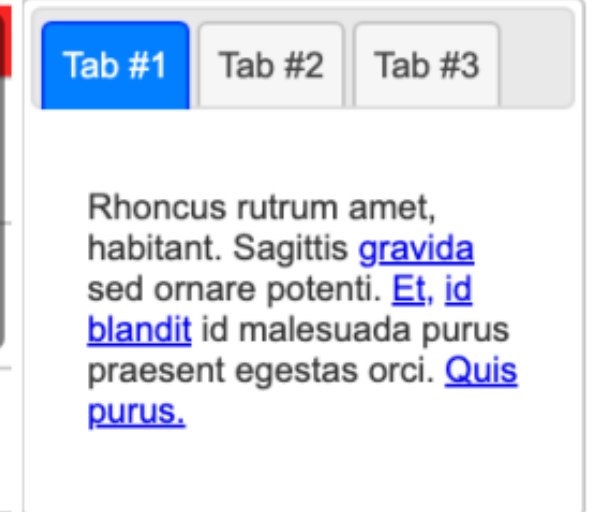 Tab #1 Tab #2 Tab #3
Rhoncus rutrum amet,
habitant. Sagittis gravida
sed ornare potenti. Et, id
blandit id malesuada purus
praesent egestas orci. Quis
purus.